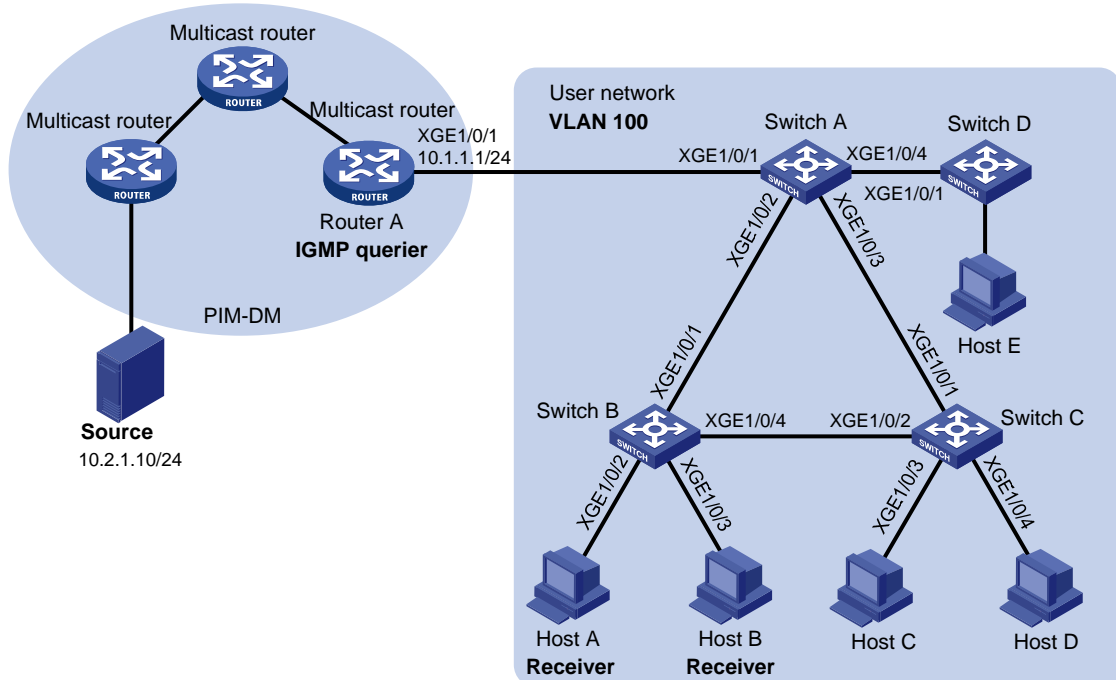 Multicast router
ROUTER
Multicast router
ROUTER
Multicast router
ROUTER
XGE1/0/1
10.1.1.1/24
Router A
IGMP querier
PIM-DM
Source
10.2.1.10/24
User network
VLAN 100
Switch A
XGE1/0/1
SWITCH
XGE1/0/4
XGE1/0/1
Switch D
SWITCH
XGE1/0/2
XGE1/0/3
Host E
XGE1/0/1
XGE1/0/1
Switch B
SWITCH
XGE1/0/4
XGE1/0/2
Switch C
SWITCH
XGE1/0/2
XGE1/0/3
XGE1/0/3
XGE1/0/4
Host A
Receiver
Host B
Receiver
Host C
Host D